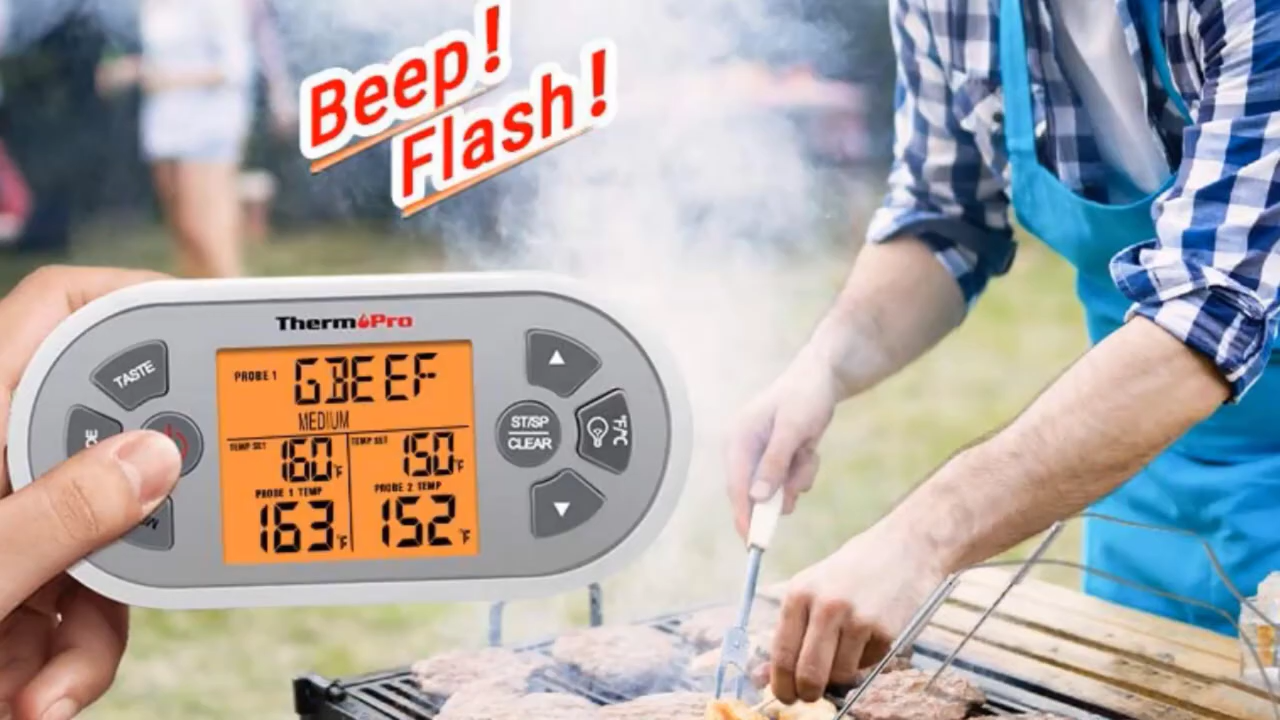 Beep!
Flash!
ThermoPro
TASTE
PROBE 1 GBEEF
MEDIUM
TEMP SET 160°F TEMP SET 150°F
PROBE 1 TEMP PROBE 2 TEMP
163°F 152°F
ST/SP
CLEAR
°F/°C